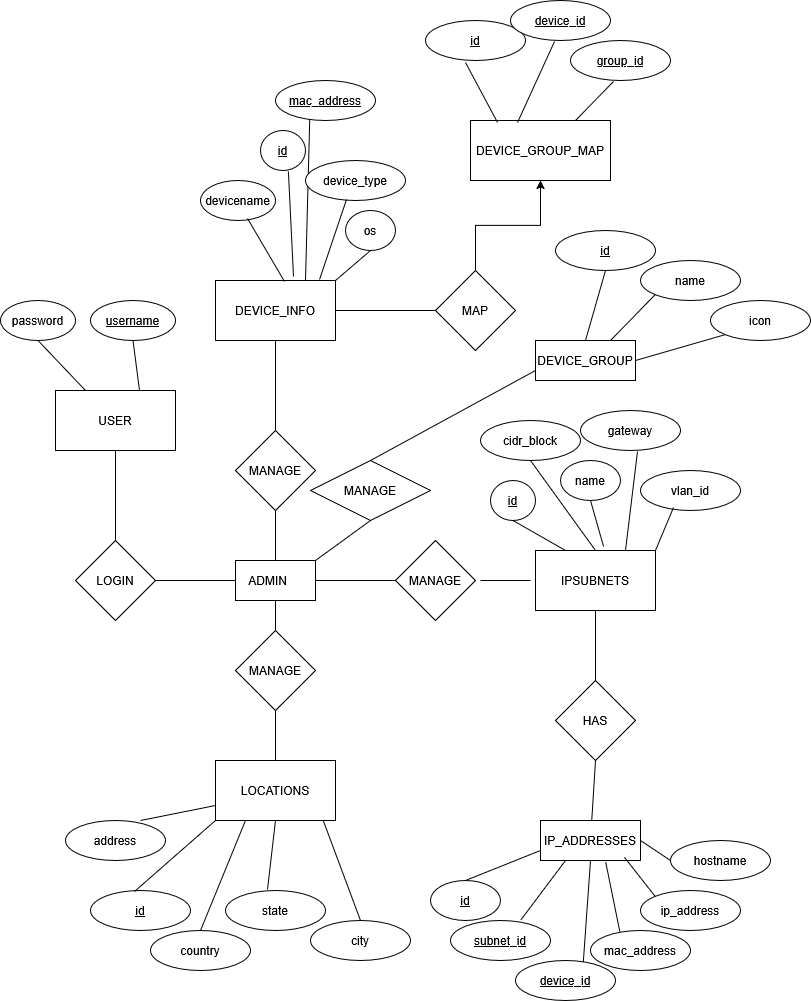 device_id
id
group_id
mac_address
DEVICE_GROUP_MAP
id
device_type
devicename
os
id
name
DEVICE_INFO
MAP
password
username
icon
DEVICE_GROUP
USER
gateway
cidr_block
MANAGE
name
MANAGE
vlan_id
id
LOGIN
ADMIN
MANAGE
IPSUBNETS
MANAGE
HAS
LOCATIONS
address
IP_ADDRESSES
hostname
id
id
state
ip_address
country
city
subnet_id
mac_address
device_id